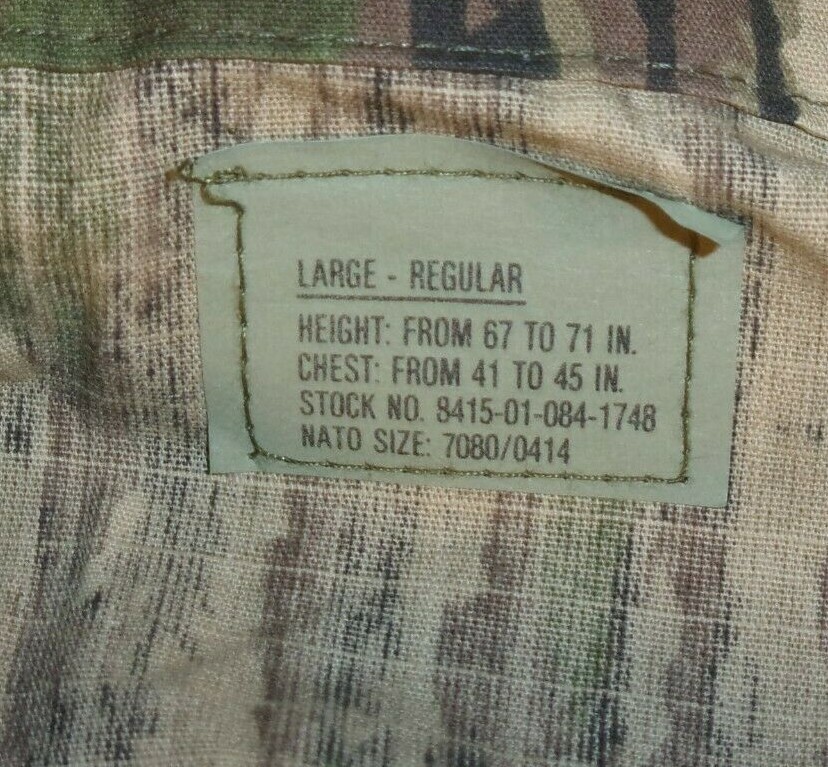 LARGE - REGULAR
HEIGHT: FROM 67 TO 71 IN.
CHEST: FROM 41 TO 45 IN.
STOCK NO. 8415-01-084-1748
NATO SIZE: 7080/0414